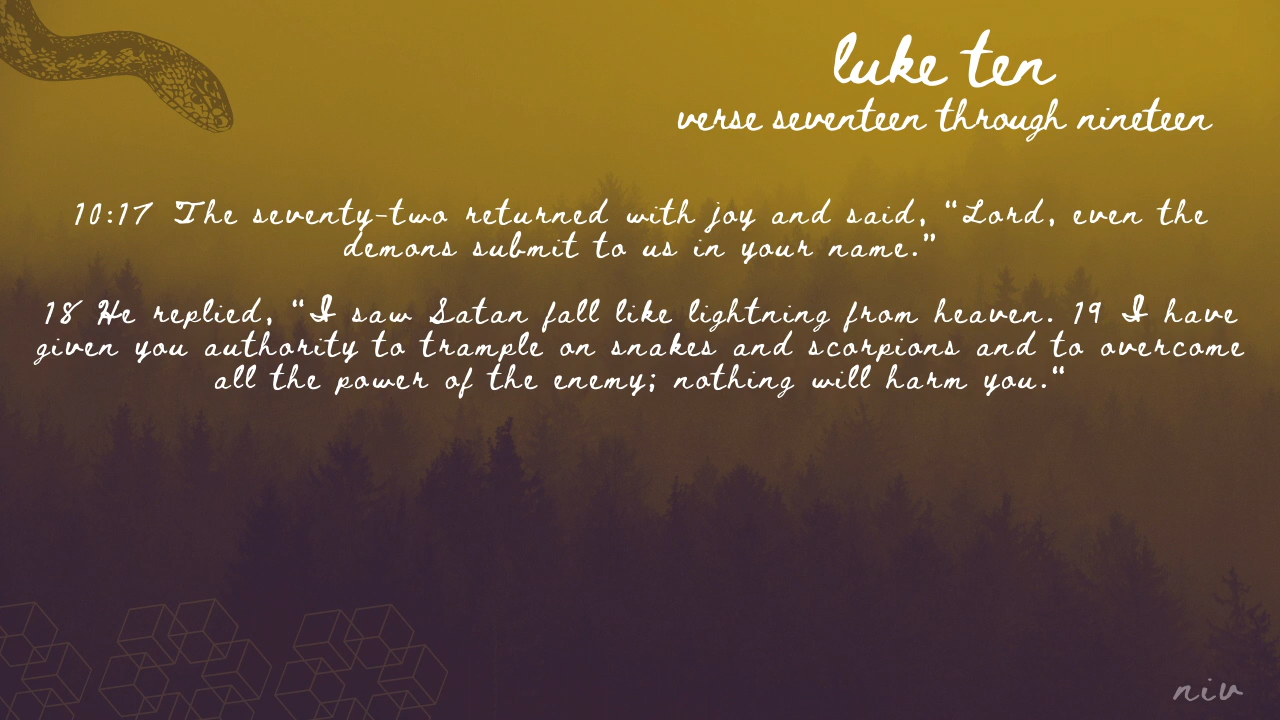 luke ten
verse seventeen through nineteen
10:17 The seventy-two returned with joy and said, “Lord, even the
demons submit to us in your name.”
18 He replied, “I saw Satan fall like lightning from heaven. 19 I have
given you authority to trample on snakes and scorpions and to overcome
all the power of the enemy; nothing will harm you.“
niv